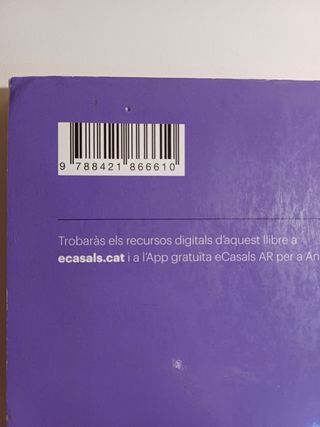 9 788421 866610
Trobaràs els recursos digitals d'aquest llibre a
ecasals.cat i a l'App gratuïta eCasals AR per a An